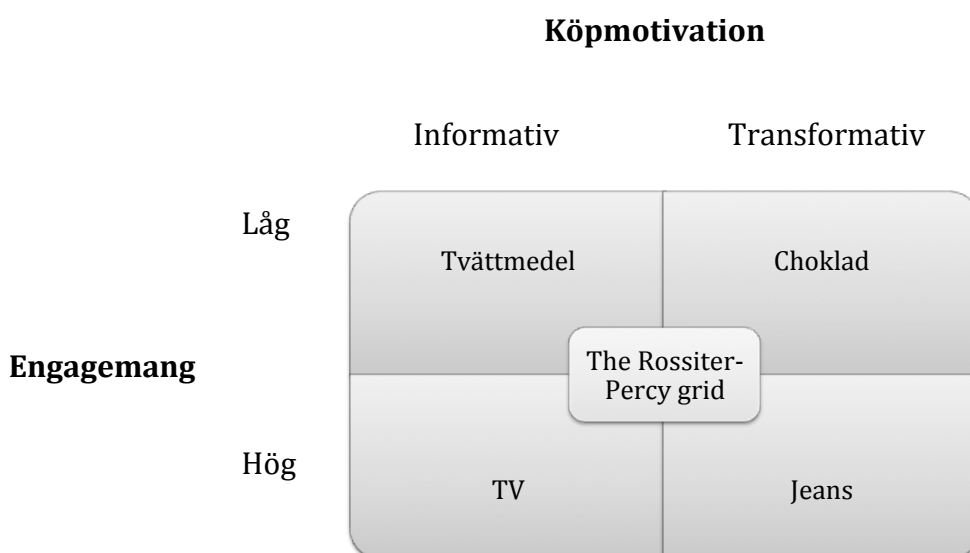 Köpmotivation
Informativ Transformativ
Låg
Tvättmedel Choklad
The Rossiter-
Percy grid
Engagemang
Hög
TV Jeans